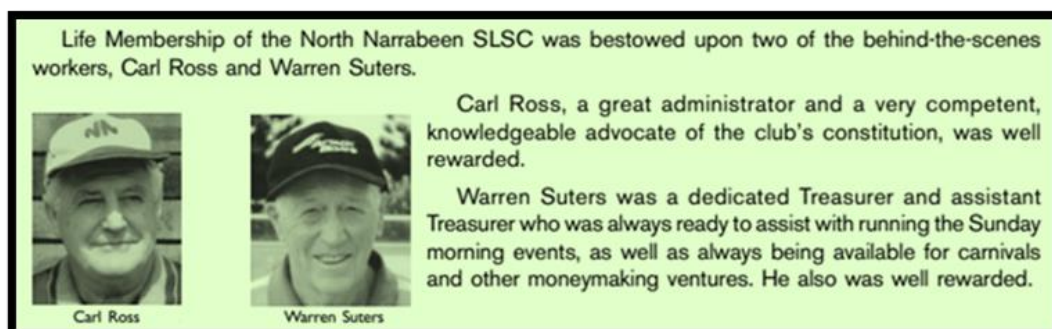 Life Membership of the North Narrabeen SLSC was bestowed upon two of the behind-the-scenes
workers, Carl Ross and Warren Suters.
Carl Ross, a great administrator and a very competent,
knowledgeable advocate of the club's constitution, was well
rewarded.
Warren Suters was a dedicated Treasurer and assistant
Treasurer who was always ready to assist with running the Sunday
morning events, as well as always being available for carnivals
and other moneymaking ventures. He also was well rewarded.
Carl Ross
Warren Suters